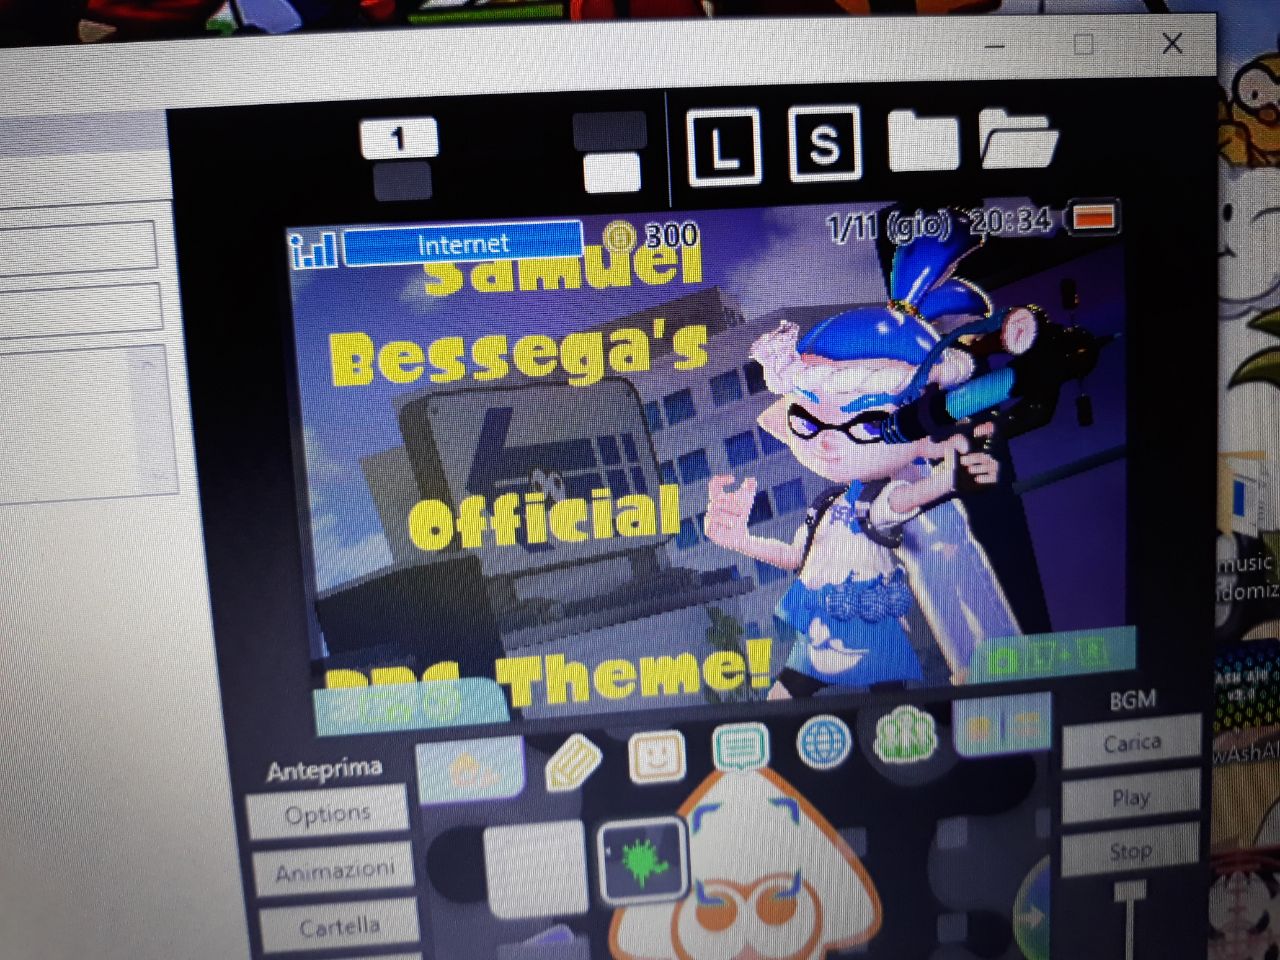 1
L S
Internet 300 1/11 (gio) 20:34
Samuel
Bessega's
Official
Theme!
BGM
Anteprima
Carica
Options
Play
Animazioni
Stop
Cartella
music